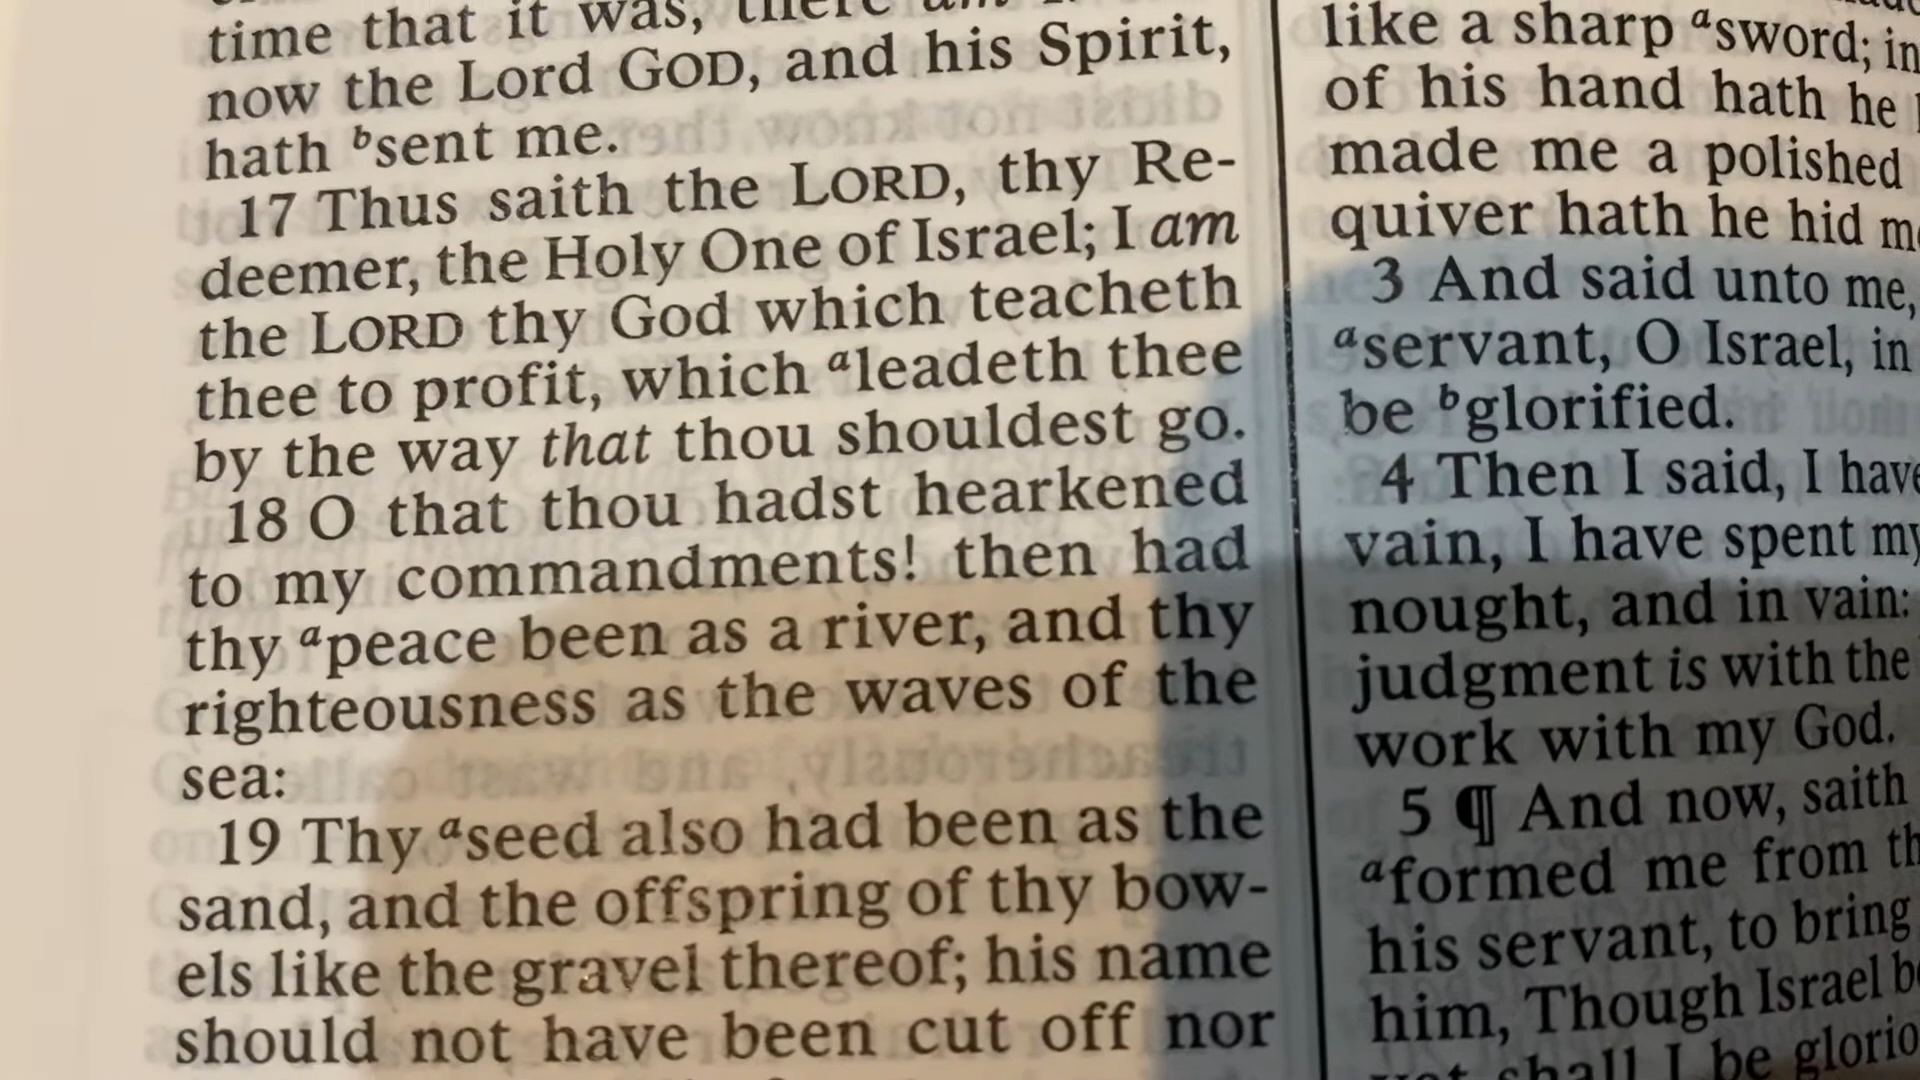 time that it was, there am
now the Lord GOD, and his Spirit,
hath ᵇsent me.
17 Thus saith the LORD, thy Re-
deemer, the Holy One of Israel; I am
the LORD thy God which teacheth
thee to profit, which ᵃleadeth thee
by the way that thou shouldest go.
18 O that thou hadst hearkened
to my commandments! then had
thy ᵃpeace been as a river, and thy
righteousness as the waves of the
sea:
19 Thy ᵃseed also had been as the
sand, and the offspring of thy bow-
els like the gravel thereof; his name
should not have been cut off nor
like a sharp ᵃsword; in
of his hand hath he
made me a polished
quiver hath he hid
3 And said unto me,
ᵃservant, O Israel, in
be ᵇglorified.
4 Then I said, I have
vain, I have spent my
nought, and in vain:
judgment is with the
work with my God.
5 ¶ And now, saith
ᵃformed me from
his servant, to bring
him, Though Israel
shall I be